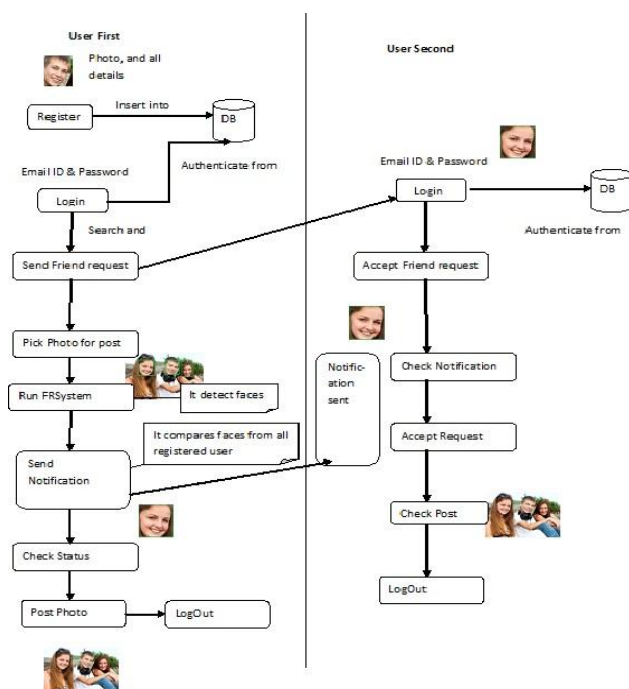 User First
Photo, and all
details
Register
Insert into
DB
Email ID & Password
Authenticate from
Login
Search and
Send Friend request
Pick Photo for post
Run FRSystem
It detect faces
It compares faces from all
registered user
Send
Notification
Check Status
Post Photo
LogOut
User Second
Email ID & Password
Login
DB
Authenticate from
Accept Friend request
Notific-
ation
sent
Check Notification
Accept Request
Check Post
LogOut